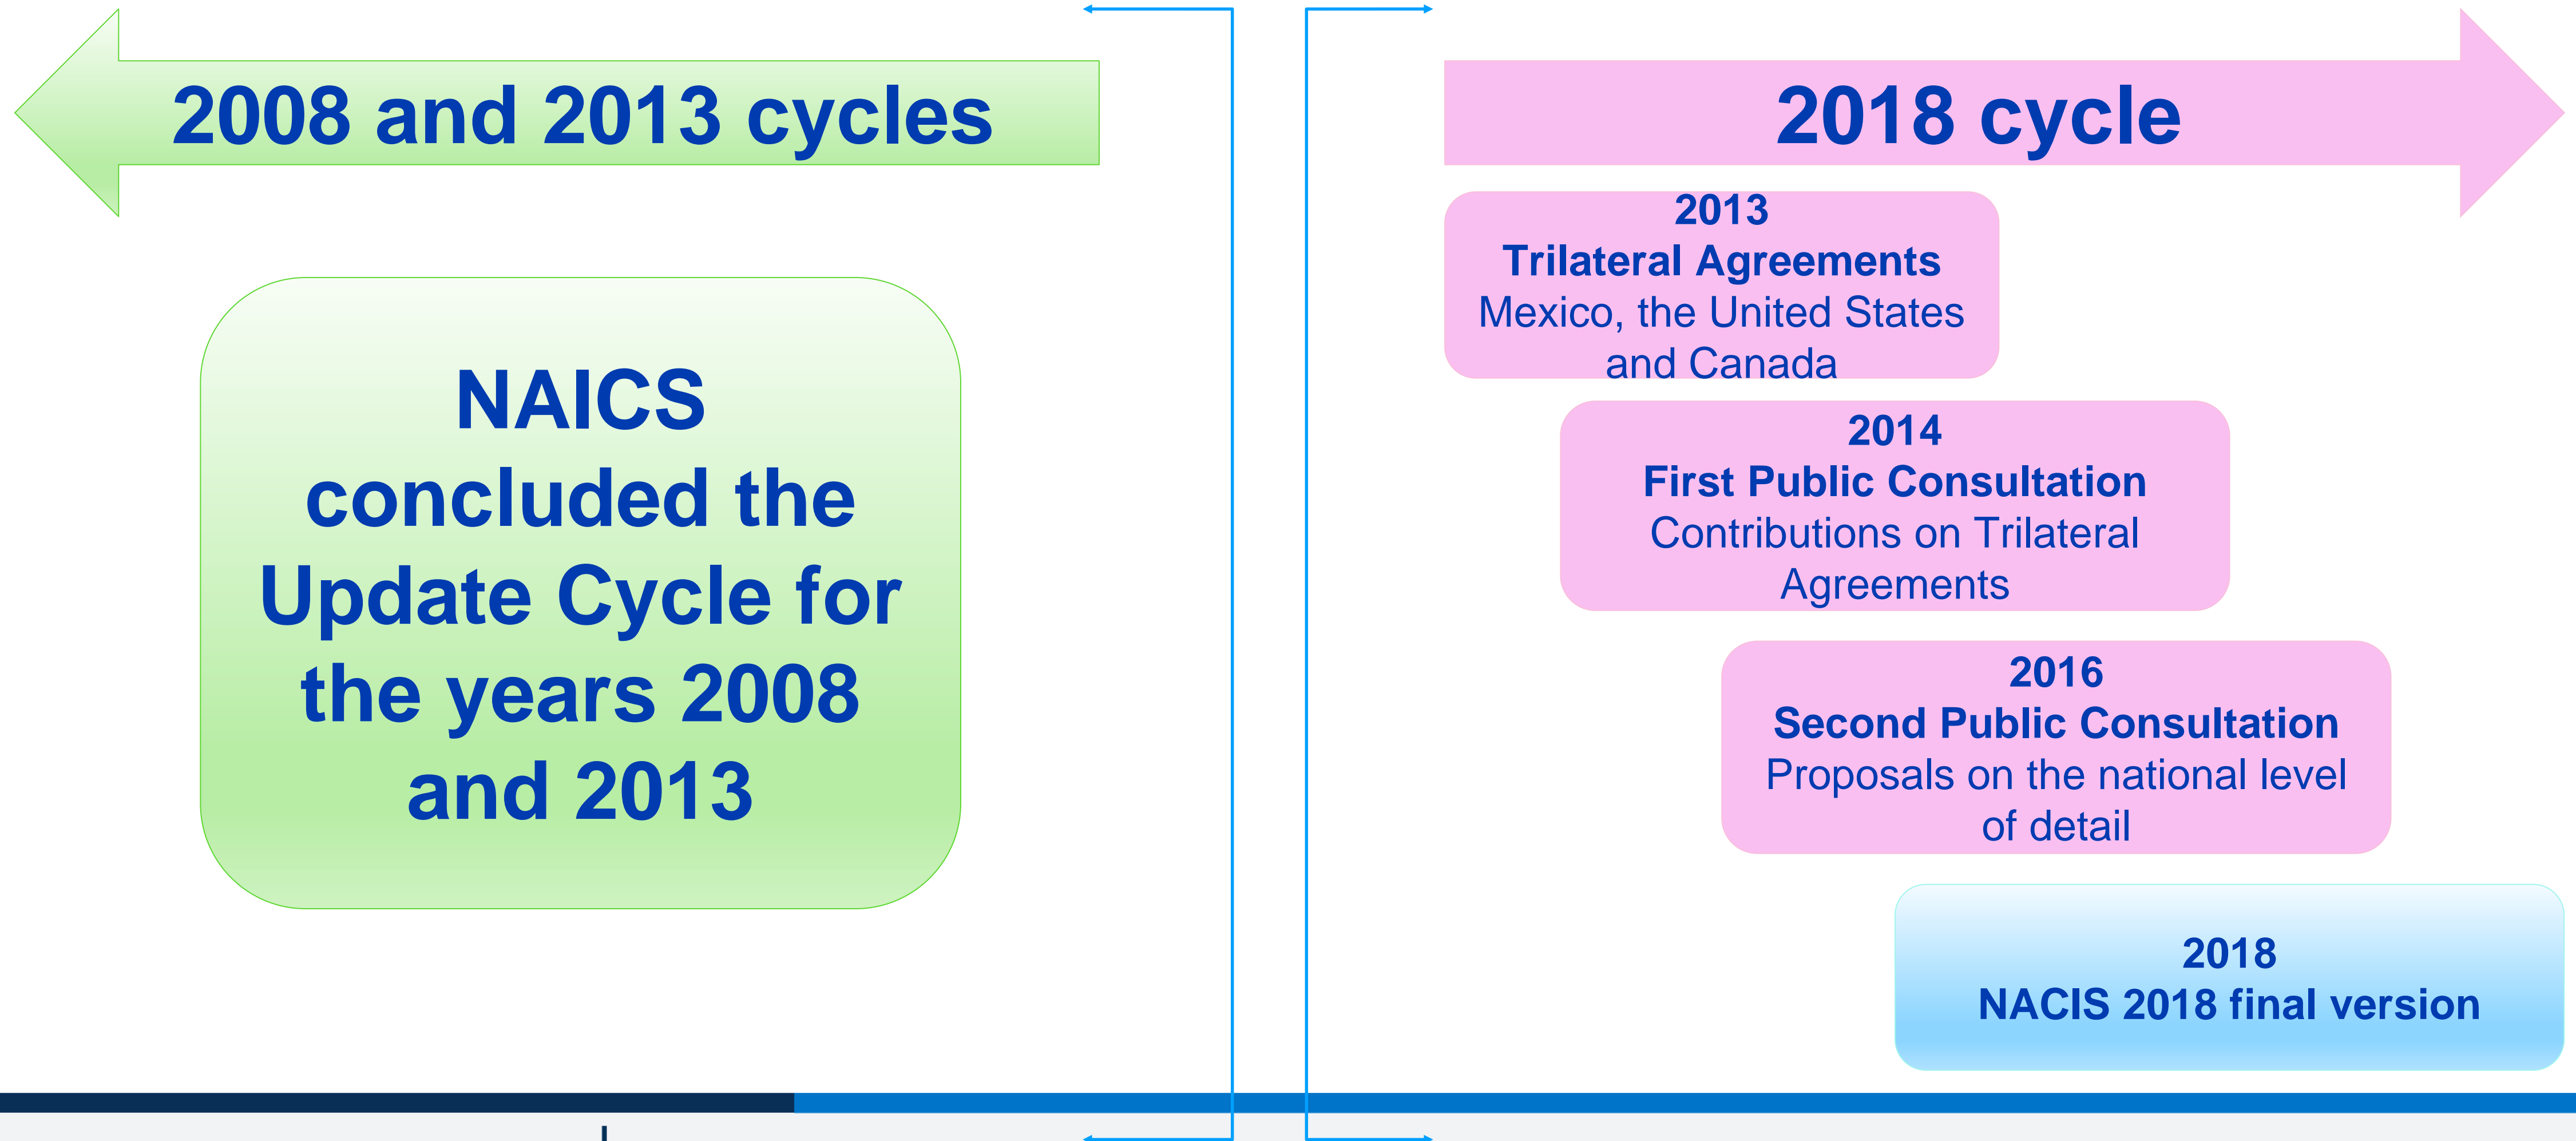 2008 and 2013 cycles
NAICS
concluded the
Update Cycle for
the years 2008
and 2013
2018 cycle
2013
Trilateral Agreements
Mexico, the United States
and Canada
2014
First Public Consultation
Contributions on Trilateral
Agreements
2016
Second Public Consultation
Proposals on the national level
of detail
2018
NACIS 2018 final version